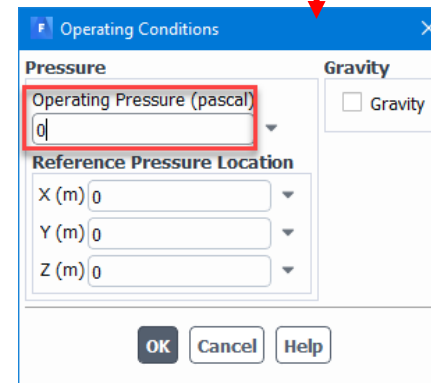 F Operating Conditions
Pressure
Gravity
Operating Pressure (pascal)
0
Gravity
Reference Pressure Location
X (m) 0
Y (m) 0
Z (m) 0
OK Cancel Help